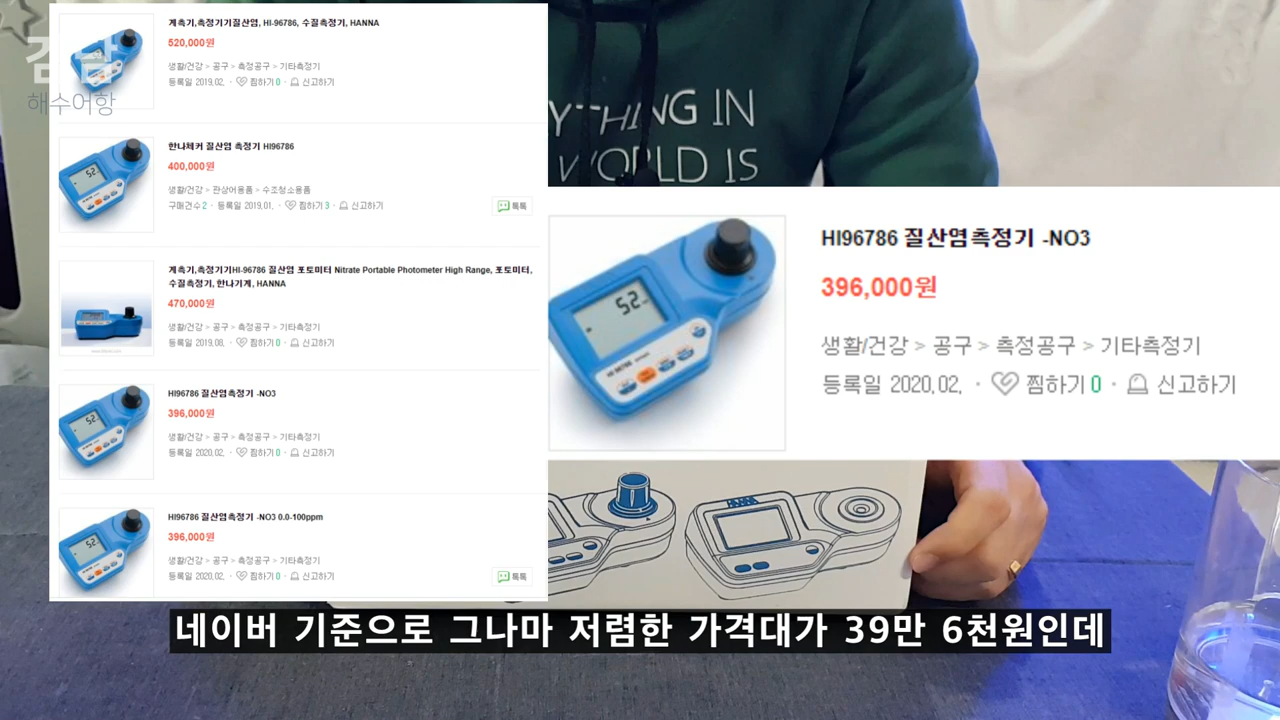 감남
해수어항
계측기,측정기기질산염, HI-96786, 수질측정기, HANNA
520,000원
생활/건강 > 공구 > 측정공구 > 기타측정기
등록일 2019.02. · 찜하기 0 · 신고하기
한나체커 질산염 측정기 HI96786
400,000원
생활/건강 > 관상어용품 > 수조청소용품
구매건수 2 · 등록일 2019.01. · 찜하기 3 · 신고하기
톡톡
계측기,측정기기HI-96786 질산염 포토미터 Nitrate Portable Photometer High Range, 포토미터,
수질측정기, 한나기계, HANNA
470,000원
생활/건강 > 공구 > 측정공구 > 기타측정기
등록일 2019.08. · 찜하기 0 · 신고하기
HI96786 질산염측정기 -NO3
396,000원
생활/건강 > 공구 > 측정공구 > 기타측정기
등록일 2020.02. · 찜하기 0 · 신고하기
HI96786 질산염측정기 -NO3 0.0-100ppm
396,000원
생활/건강 > 공구 > 측정공구 > 기타측정기
등록일 2020.02. · 찜하기 0 · 신고하기
톡톡
YTHING IN
WORLD IS
52
HI96786 질산염측정기 -NO3
396,000원
생활/건강 > 공구 > 측정공구 > 기타측정기
등록일 2020.02. · 찜하기 0 · 신고하기
HANNA
네이버 기준으로 그나마 저렴한 가격대가 39만 6천원인데